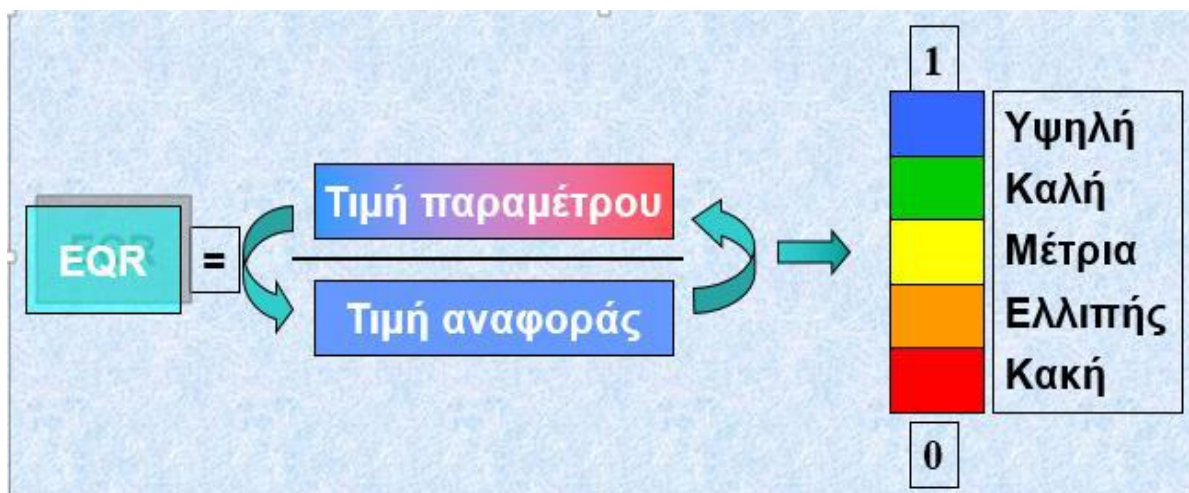 EQR
=
Τιμή παραμέτρου
Τιμή αναφοράς
1
Υψηλή
Καλή
Μέτρια
Ελλιπής
Κακή
0